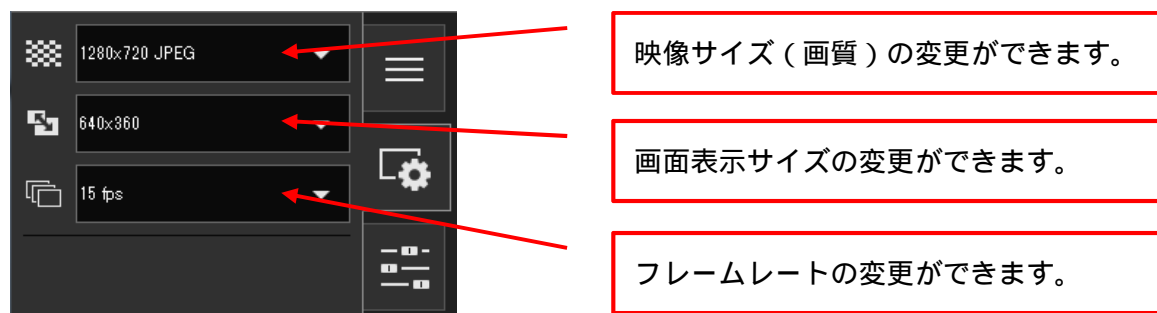 1280x720 JPEG
映像サイズ(画質)の変更ができます。
640x360
画面表示サイズの変更ができます。
15 fps
フレームレートの変更ができます。